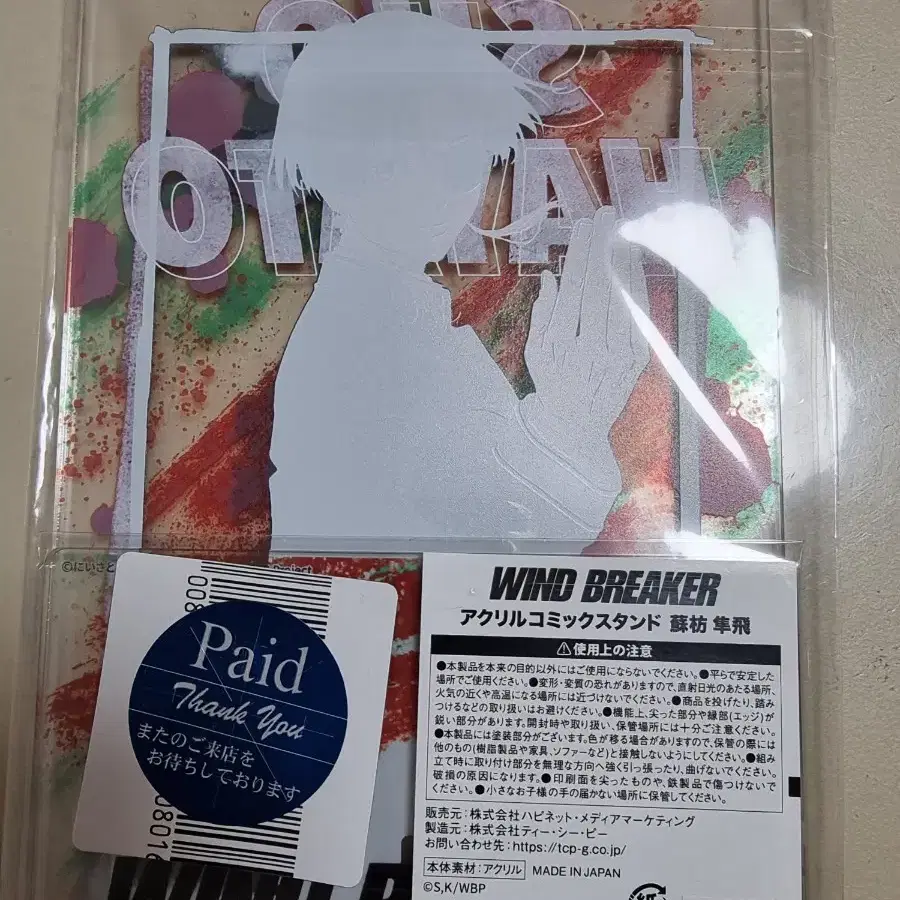 SUO
HAYATO
©にいさと
Project
008
Paid
Thank You
またのご来店を
お待ちしております
08016
WIND BREAKER
アクリルコミックスタンド 蘇枋 隼飛
⚠使用上の注意
●本製品を本来の目的以外にはご使用にならないでください。●平らで安定した
場所でご使用ください。●変形・変質の恐れがありますので、直射日光のあたる場所、
火気の近くや高温になる場所には近づけないでください。●商品を投げたり、踏み
つけるなどの取り扱いはお避けください。●機能上、尖った部分や縁部(エッジ)が
鋭い部分があります。開封時や取り扱い、保管場所には十分ご注意ください。
●本製品には塗装部分がございます。色が移る場合がありますので、保管の際には
他のもの(樹脂製品や家具、ソファーなど)と接触しないようにしてください。●組み
立て時に取り付け部分を無理な方向へ強く引っ張ったり、曲げないでください。
破損の原因になります。●印刷面を尖ったものや、鉄製品で傷つけないでくだ
さい。●小さなお子様の手の届かない場所に保管してください。
販売元:株式会社ハピネット・メディアマーケティング
製造元:株式会社ティー・シー・ピー
お問い合わせ先:https://tcp-g.co.jp/
本体素材:アクリル MADE IN JAPAN
©S,K/WBP